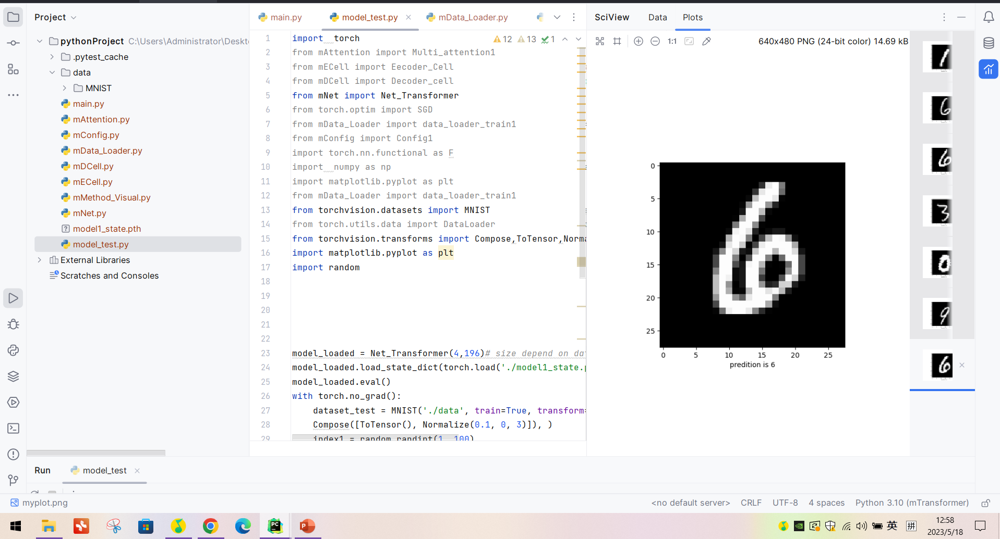 Project
pythonProject C:\Users\Administrator\Deskt
.pytest_cache
data
MNIST
main.py
mAttention.py
mConfig.py
mData_Loader.py
mDCell.py
mECell.py
mMethod_Visual.py
mNet.py
model1_state.pth
model_test.py
External Libraries
Scratches and Consoles
main.py model_test.py mData_Loader.py
12 13 1
1 import torch
2 from mAttention import Multi_attention1
3 from mECell import Eecoder_Cell
4 from mDCell import Decoder_cell
5 from mNet import Net_Transformer
6 from torch.optim import SGD
7 from mData_Loader import data_loader_train1
8 from mConfig import Config1
9 import torch.nn.functional as F
10 import numpy as np
11 import matplotlib.pyplot as plt
12 from mData_Loader import data_loader_train1
13 from torchvision.datasets import MNIST
14 from torch.utils.data import DataLoader
15 from torchvision.transforms import Compose,ToTensor,Norma
16 import matplotlib.pyplot as plt
17 import random
18
19
20
21
22
23 model_loaded = Net_Transformer(4,196)# size depend on da
24 model_loaded.load_state_dict(torch.load('./model1_state.p
25 model_loaded.eval()
26 with torch.no_grad():
27 dataset_test = MNIST('./data', train=True, transform=
28 Compose([ToTensor(), Normalize(0.1, 0, 3)]), )
29 index1 = random.randint(1, 100)
SciView Data Plots
1:1 640x480 PNG (24-bit color) 14.69 kB
0
5
10
15
20
25
0 5 10 15 20 25
predition is 6
Run model_test
myplot.png
<no default server> CRLF UTF-8 4 spaces Python 3.10 (mTransformer)
英 拼
12:58
2023/5/18